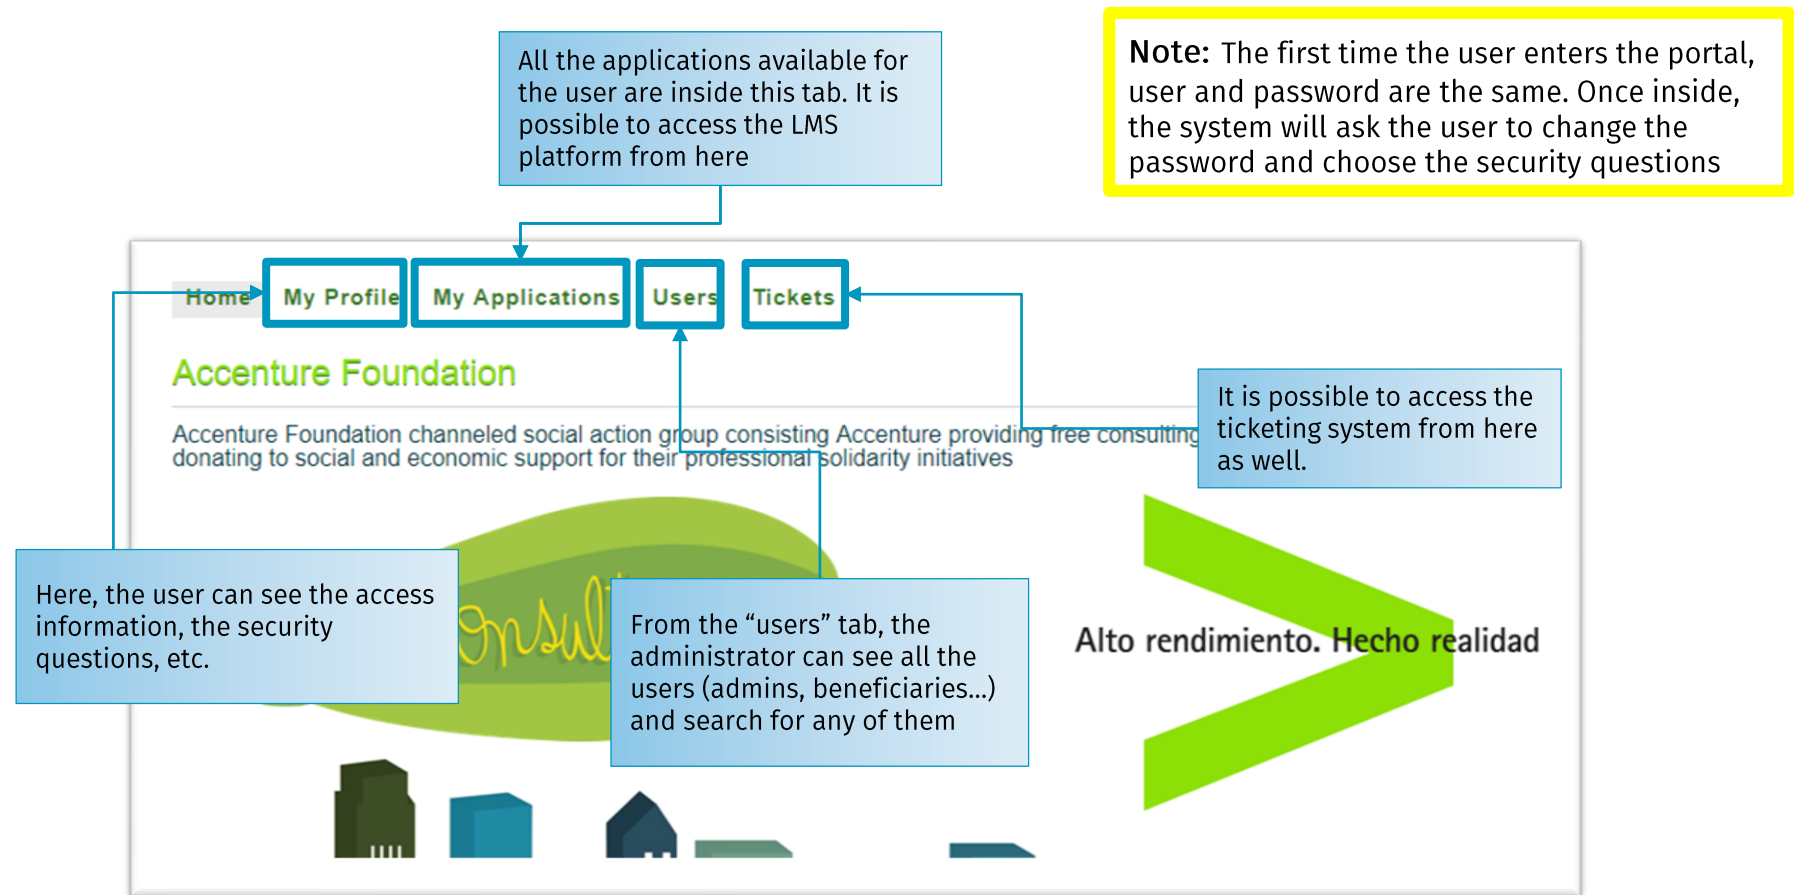 All the applications available for
the user are inside this tab. It is
possible to access the LMS
platform from here
Note: The first time the user enters the portal,
user and password are the same. Once inside,
the system will ask the user to change the
password and choose the security questions
Home My Profile My Applications Users Tickets
Accenture Foundation
Accenture Foundation channeled social action group consisting Accenture providing free consulting
donating to social and economic support for their professional solidarity initiatives
It is possible to access the
ticketing system from here
as well.
Here, the user can see the access
information, the security
questions, etc.
From the “users” tab, the
administrator can see all the
users (admins, beneficiaries...)
and search for any of them
Alto rendimiento. Hecho realidad